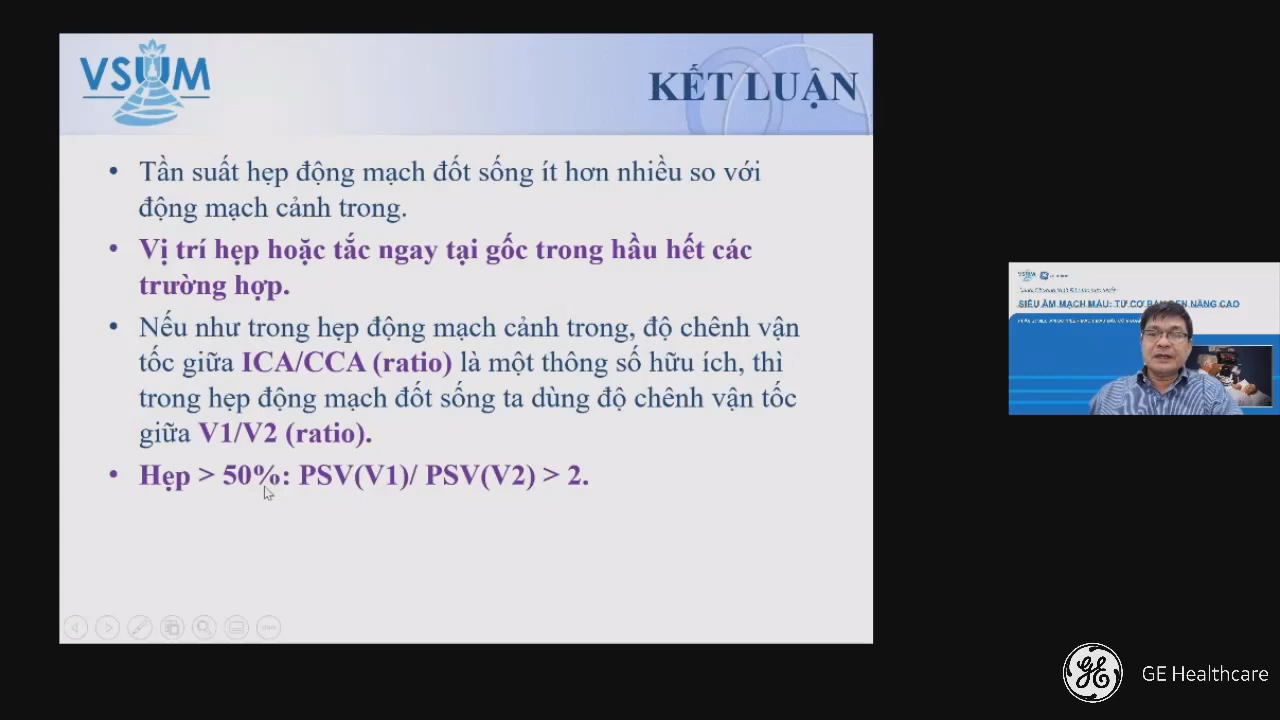 VSUM
KẾT LUẬN
• Tần suất hẹp động mạch đốt sống ít hơn nhiều so với
động mạch cảnh trong.
• Vị trí hẹp hoặc tắc ngay tại gốc trong hầu hết các
trường hợp.
• Nếu như trong hẹp động mạch cảnh trong, độ chênh vận
tốc giữa ICA/CCA (ratio) là một thông số hữu ích, thì
trong hẹp động mạch đốt sống ta dùng độ chênh vận tốc
giữa V1/V2 (ratio).
• Hẹp > 50%: PSV(V1)/ PSV(V2) > 2.
VSUM
SIÊU ÂM MẠCH MÁU: TỪ CƠ BẢN ĐẾN NÂNG CAO
GE Healthcare